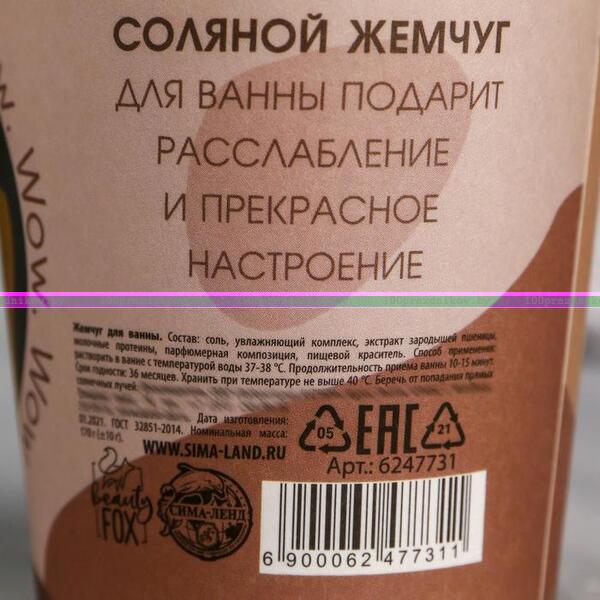 СОЛЯНОЙ ЖЕМЧУГ
ДЛЯ ВАННЫ ПОДАРИТ
РАССЛАБЛЕНИЕ
И ПРЕКРАСНОЕ
НАСТРОЕНИЕ
WOW. WOW.
100prazdnikov.by
Жемчуг для ванны. Состав: соль, увлажняющий комплекс, экстракт зародышей пшеницы,
молочные протеины, парфюмерная композиция, пищевой краситель. Способ применения:
растворить в ванне с температурой воды 37-38 °С. Продолжительность приема ванны 10-15 минут.
Срок годности: 36 месяцев. Хранить при температуре не выше 40 °С. Беречь от попадания прямых
солнечных лучей. Дата изготовления:
01.2021. ГОСТ 32851-2014. Номинальная масса:
170 г (±10 г).
WWW.SIMA-LAND.RU
05 EAC 21
Арт.: 6247731
beauty
FOX
СИМА-ЛЕНД
6 900062 477311